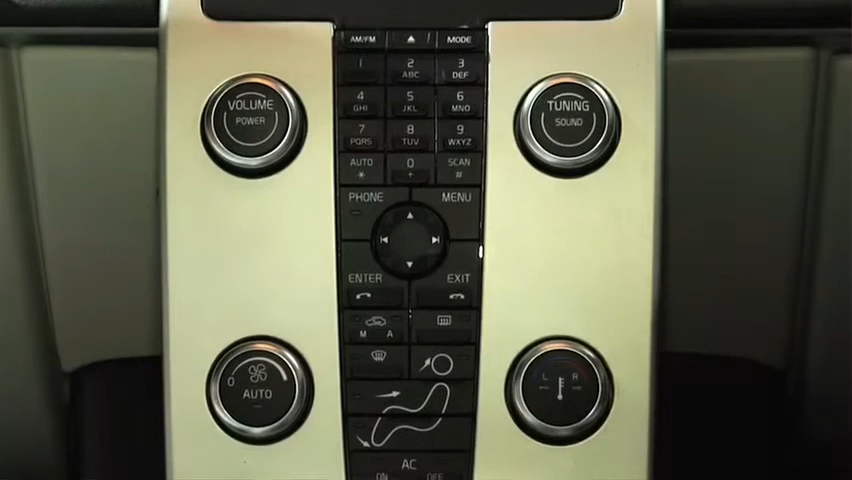 AM/FM MODE
1 2 3
ABC DEF
VOLUME
POWER
TUNING
SOUND
4 5 6
GHI JKL MNO
7 8 9
PQRS TUV WXYZ
AUTO 0 SCAN
* + #
PHONE MENU
ENTER EXIT
M A
0
AUTO
L R
AC
ON OFF